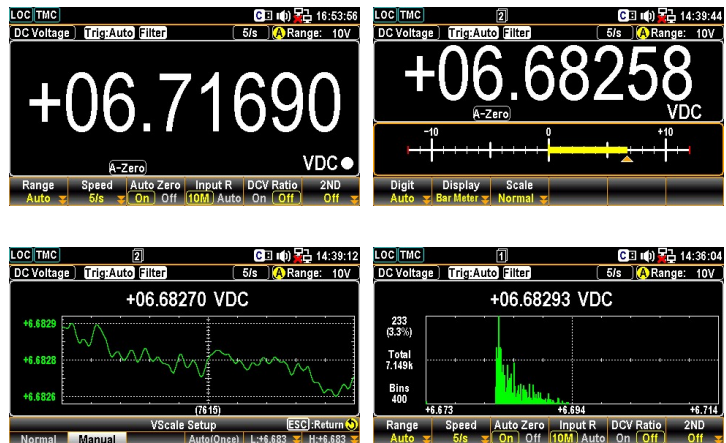 LOC TMC C 16:53:56
DC Voltage Trig:Auto Filter 5/s A Range: 10V
+06.71690
A-Zero VDC
Range Speed Auto Zero Input R DCV Ratio 2ND
Auto 5/s On Off 10M Auto On Off Off
LOC TMC 2 C 14:39:44
DC Voltage Trig:Auto Filter 5/s A Range: 10V
+06.68258
A-Zero VDC
-10 0 +10
Digit Display Scale
Auto Bar Meter Normal
LOC TMC 2 C 14:39:12
DC Voltage Trig:Auto Filter 5/s A Range: 10V
+06.68270 VDC
+6.6829
+6.6828
+6.6826
(7615)
VScale Setup ESC:Return
Normal Manual Auto(Once) L:+6.683 H:+6.683
LOC TMC 1 C 14:36:04
DC Voltage Trig:Auto Filter 5/s A Range: 10V
+06.68293 VDC
233
(3.3%)
Total
7.149k
Bins
400
+6.673 +6.694 +6.714
Range Speed Auto Zero Input R DCV Ratio 2ND
Auto 5/s On Off 10M Auto On Off Off